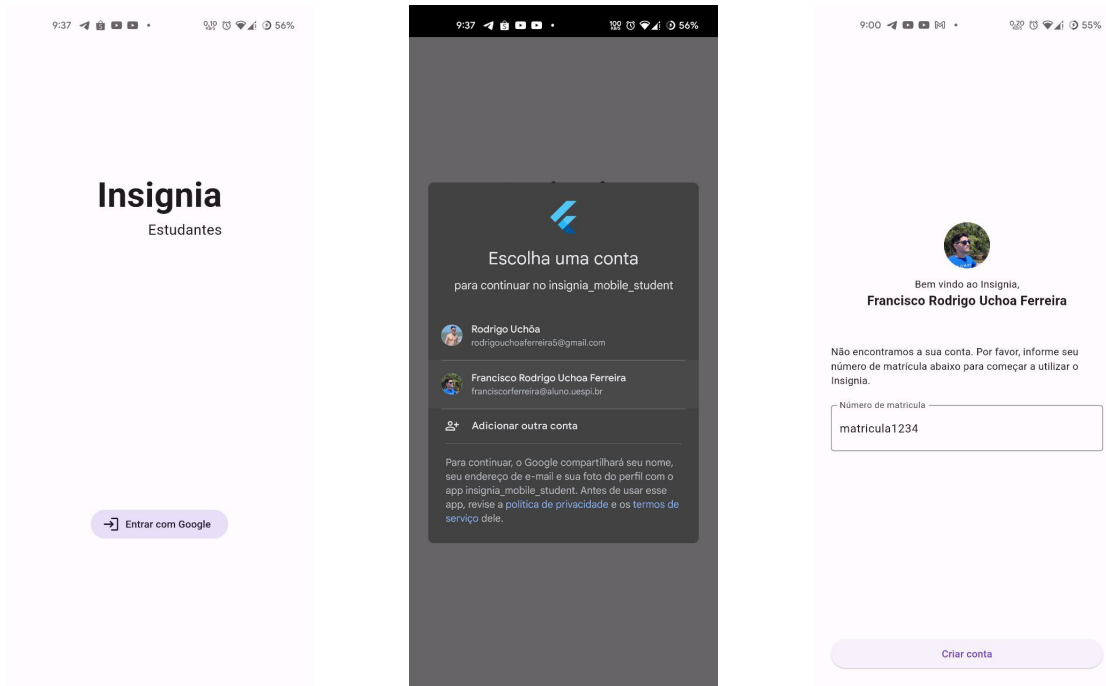 9:37
56%
Insignia
Estudantes
Entrar com Google
9:37
56%
Escolha uma conta
para continuar no insignia_mobile_student
Rodrigo Uchôa
rodrigouchoaferreira5@gmail.com
Francisco Rodrigo Uchoa Ferreira
franciscorferreira@aluno.uespi.br
Adicionar outra conta
Para continuar, o Google compartilhará seu nome,
seu endereço de e-mail e sua foto do perfil com o
app insignia_mobile_student. Antes de usar esse
app, revise a política de privacidade e os termos de
serviço dele.
9:00
55%
Bem vindo ao Insignia,
Francisco Rodrigo Uchoa Ferreira
Não encontramos a sua conta. Por favor, informe seu
número de matrícula abaixo para começar a utilizar o
Insignia.
Número de matricula
matricula1234
Criar conta